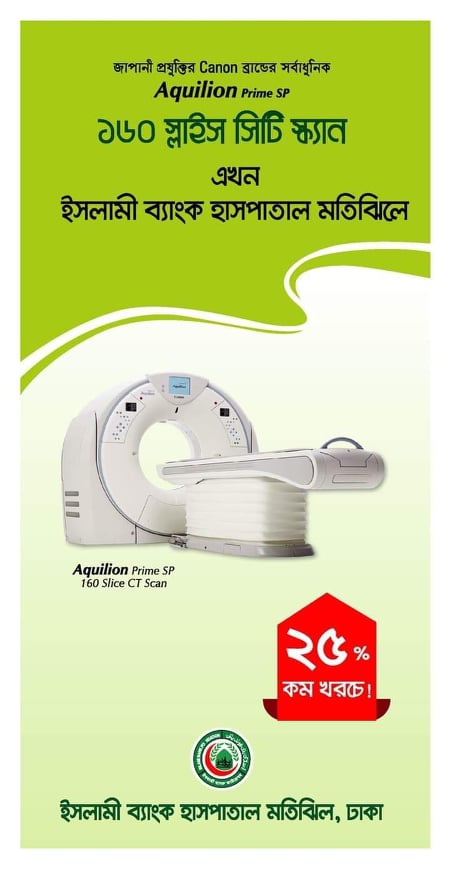 জাপানী প্রযুক্তির Canon ব্রান্ডের সর্বাধুনিক
Aquilion Prime SP
১৬০ স্লাইস সিটি স্ক্যান
এখন
ইসলামী ব্যাংক হাসপাতাল মতিঝিলে
Aquilion Prime SP
160 Slice CT Scan
২৫%
কম খরচে!
ইসলামী ব্যাংক হাসপাতাল মতিঝিল, ঢাকা